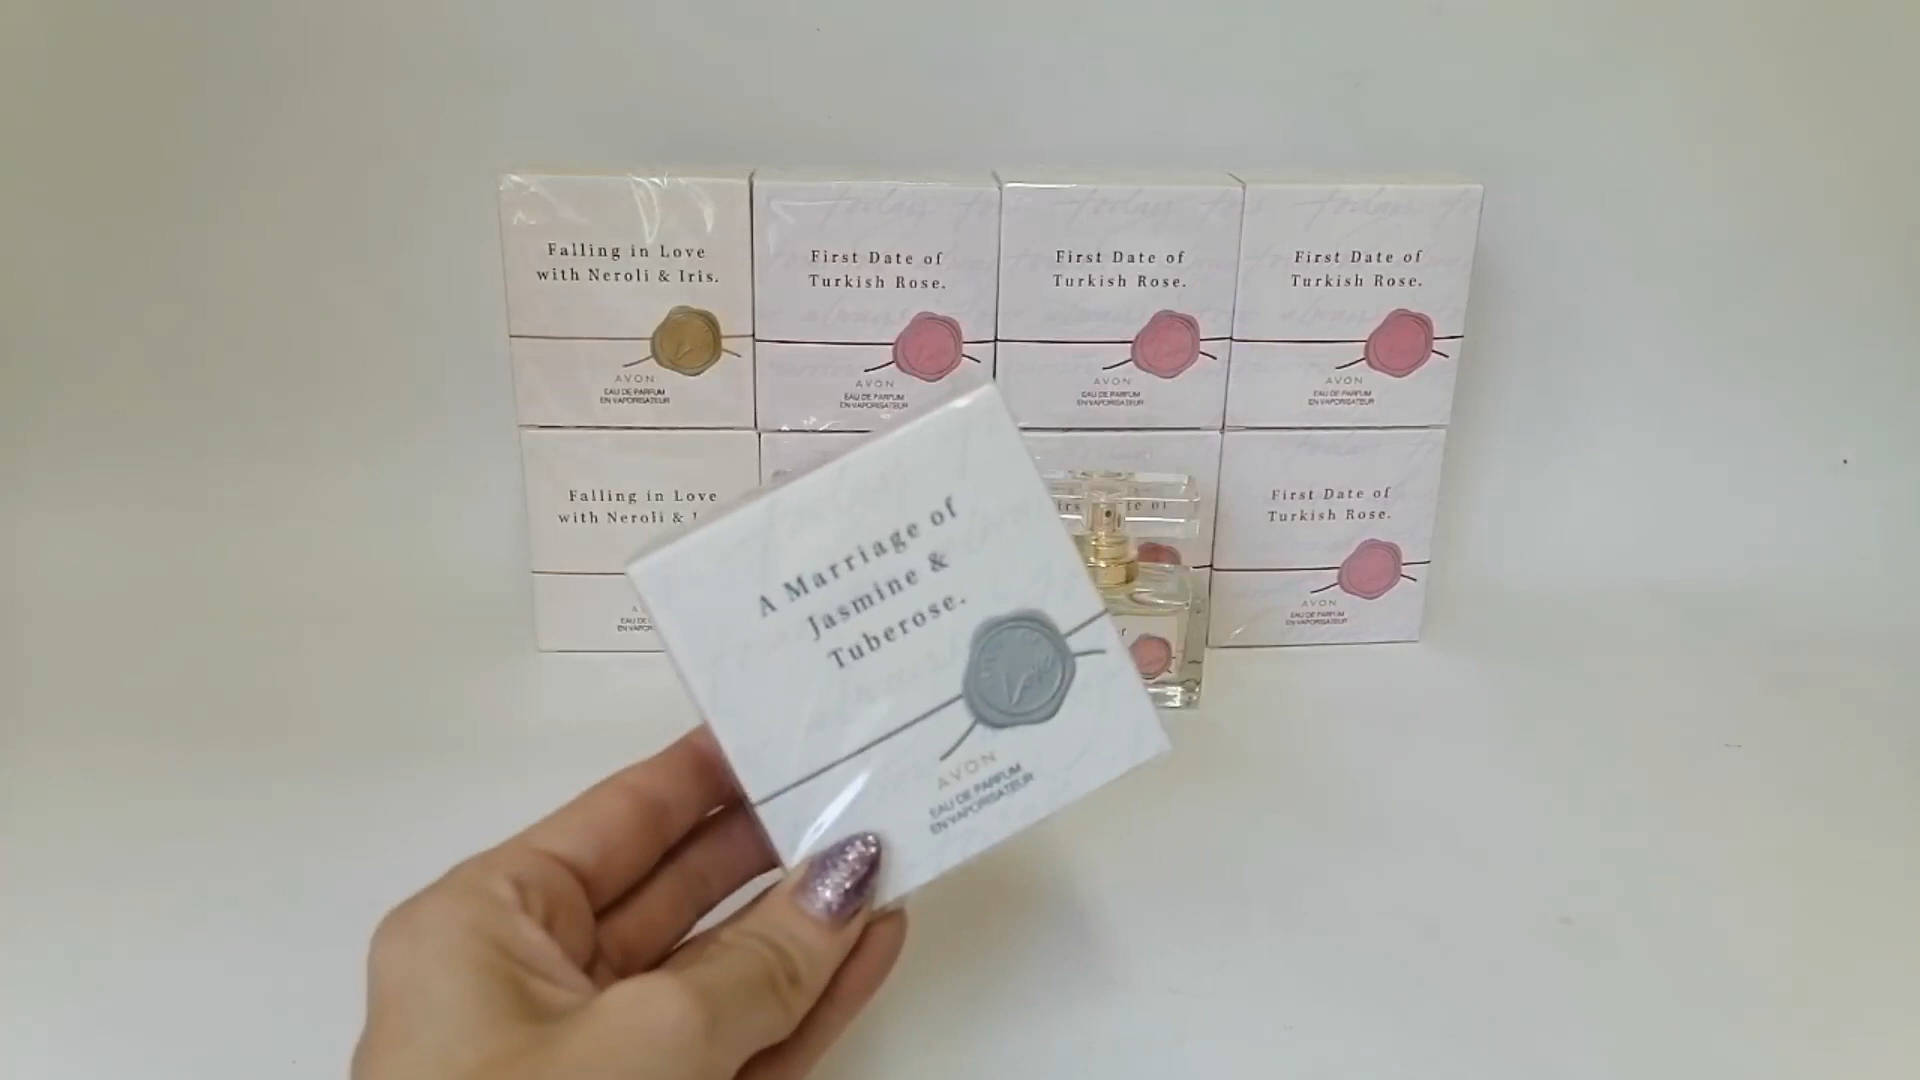 Falling in Love
with Neroli & Iris.
AVON
EAU DE PARFUM
EN VAPORISATEUR
First Date of
Turkish Rose.
AVON
EAU DE PARFUM
EN VAPORISATEUR
First Date of
Turkish Rose.
AVON
EAU DE PARFUM
EN VAPORISATEUR
First Date of
Turkish Rose.
AVON
EAU DE PARFUM
EN VAPORISATEUR
Falling in Love
with Neroli &
First Date of
Turkish Rose.
AVON
EAU DE PARFUM
EN VAPORISATEUR
A Marriage of
Jasmine &
Tuberose.
Love
AVON
EAU DE PARFUM
EN VAPORISATEUR